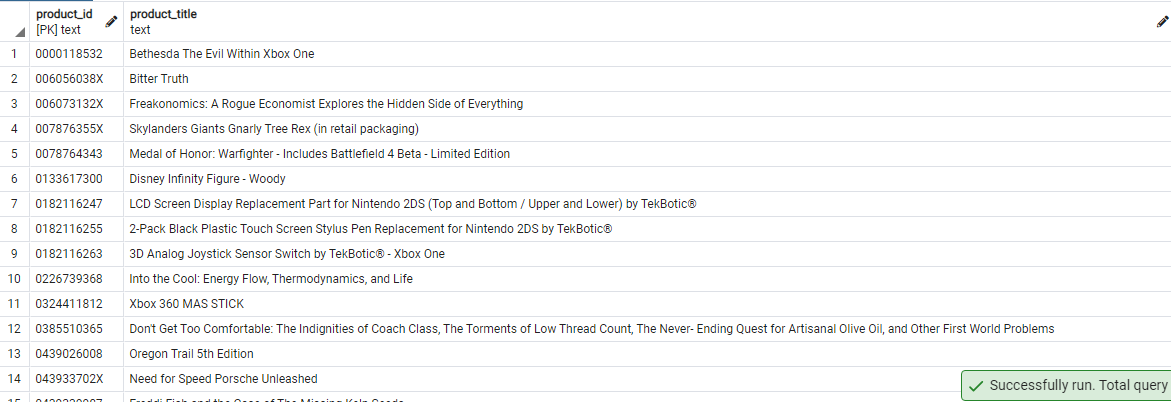 product_id product_title
[PK] text text
1 0000118532 Bethesda The Evil Within Xbox One
2 006056038X Bitter Truth
3 006073132X Freakonomics: A Rogue Economist Explores the Hidden Side of Everything
4 007876355X Skylanders Giants Gnarly Tree Rex (in retail packaging)
5 0078764343 Medal of Honor: Warfighter - Includes Battlefield 4 Beta - Limited Edition
6 0133617300 Disney Infinity Figure - Woody
7 0182116247 LCD Screen Display Replacement Part for Nintendo 2DS (Top and Bottom / Upper and Lower) by TekBotic®
8 0182116255 2-Pack Black Plastic Touch Screen Stylus Pen Replacement for Nintendo 2DS by TekBotic®
9 0182116263 3D Analog Joystick Sensor Switch by TekBotic® - Xbox One
10 0226739368 Into the Cool: Energy Flow, Thermodynamics, and Life
11 0324411812 Xbox 360 MAS STICK
12 0385510365 Don't Get Too Comfortable: The Indignities of Coach Class, The Torments of Low Thread Count, The Never- Ending Quest for Artisanal Olive Oil, and Other First World Problems
13 0439026008 Oregon Trail 5th Edition
14 043933702X Need for Speed Porsche Unleashed
Successfully run. Total query